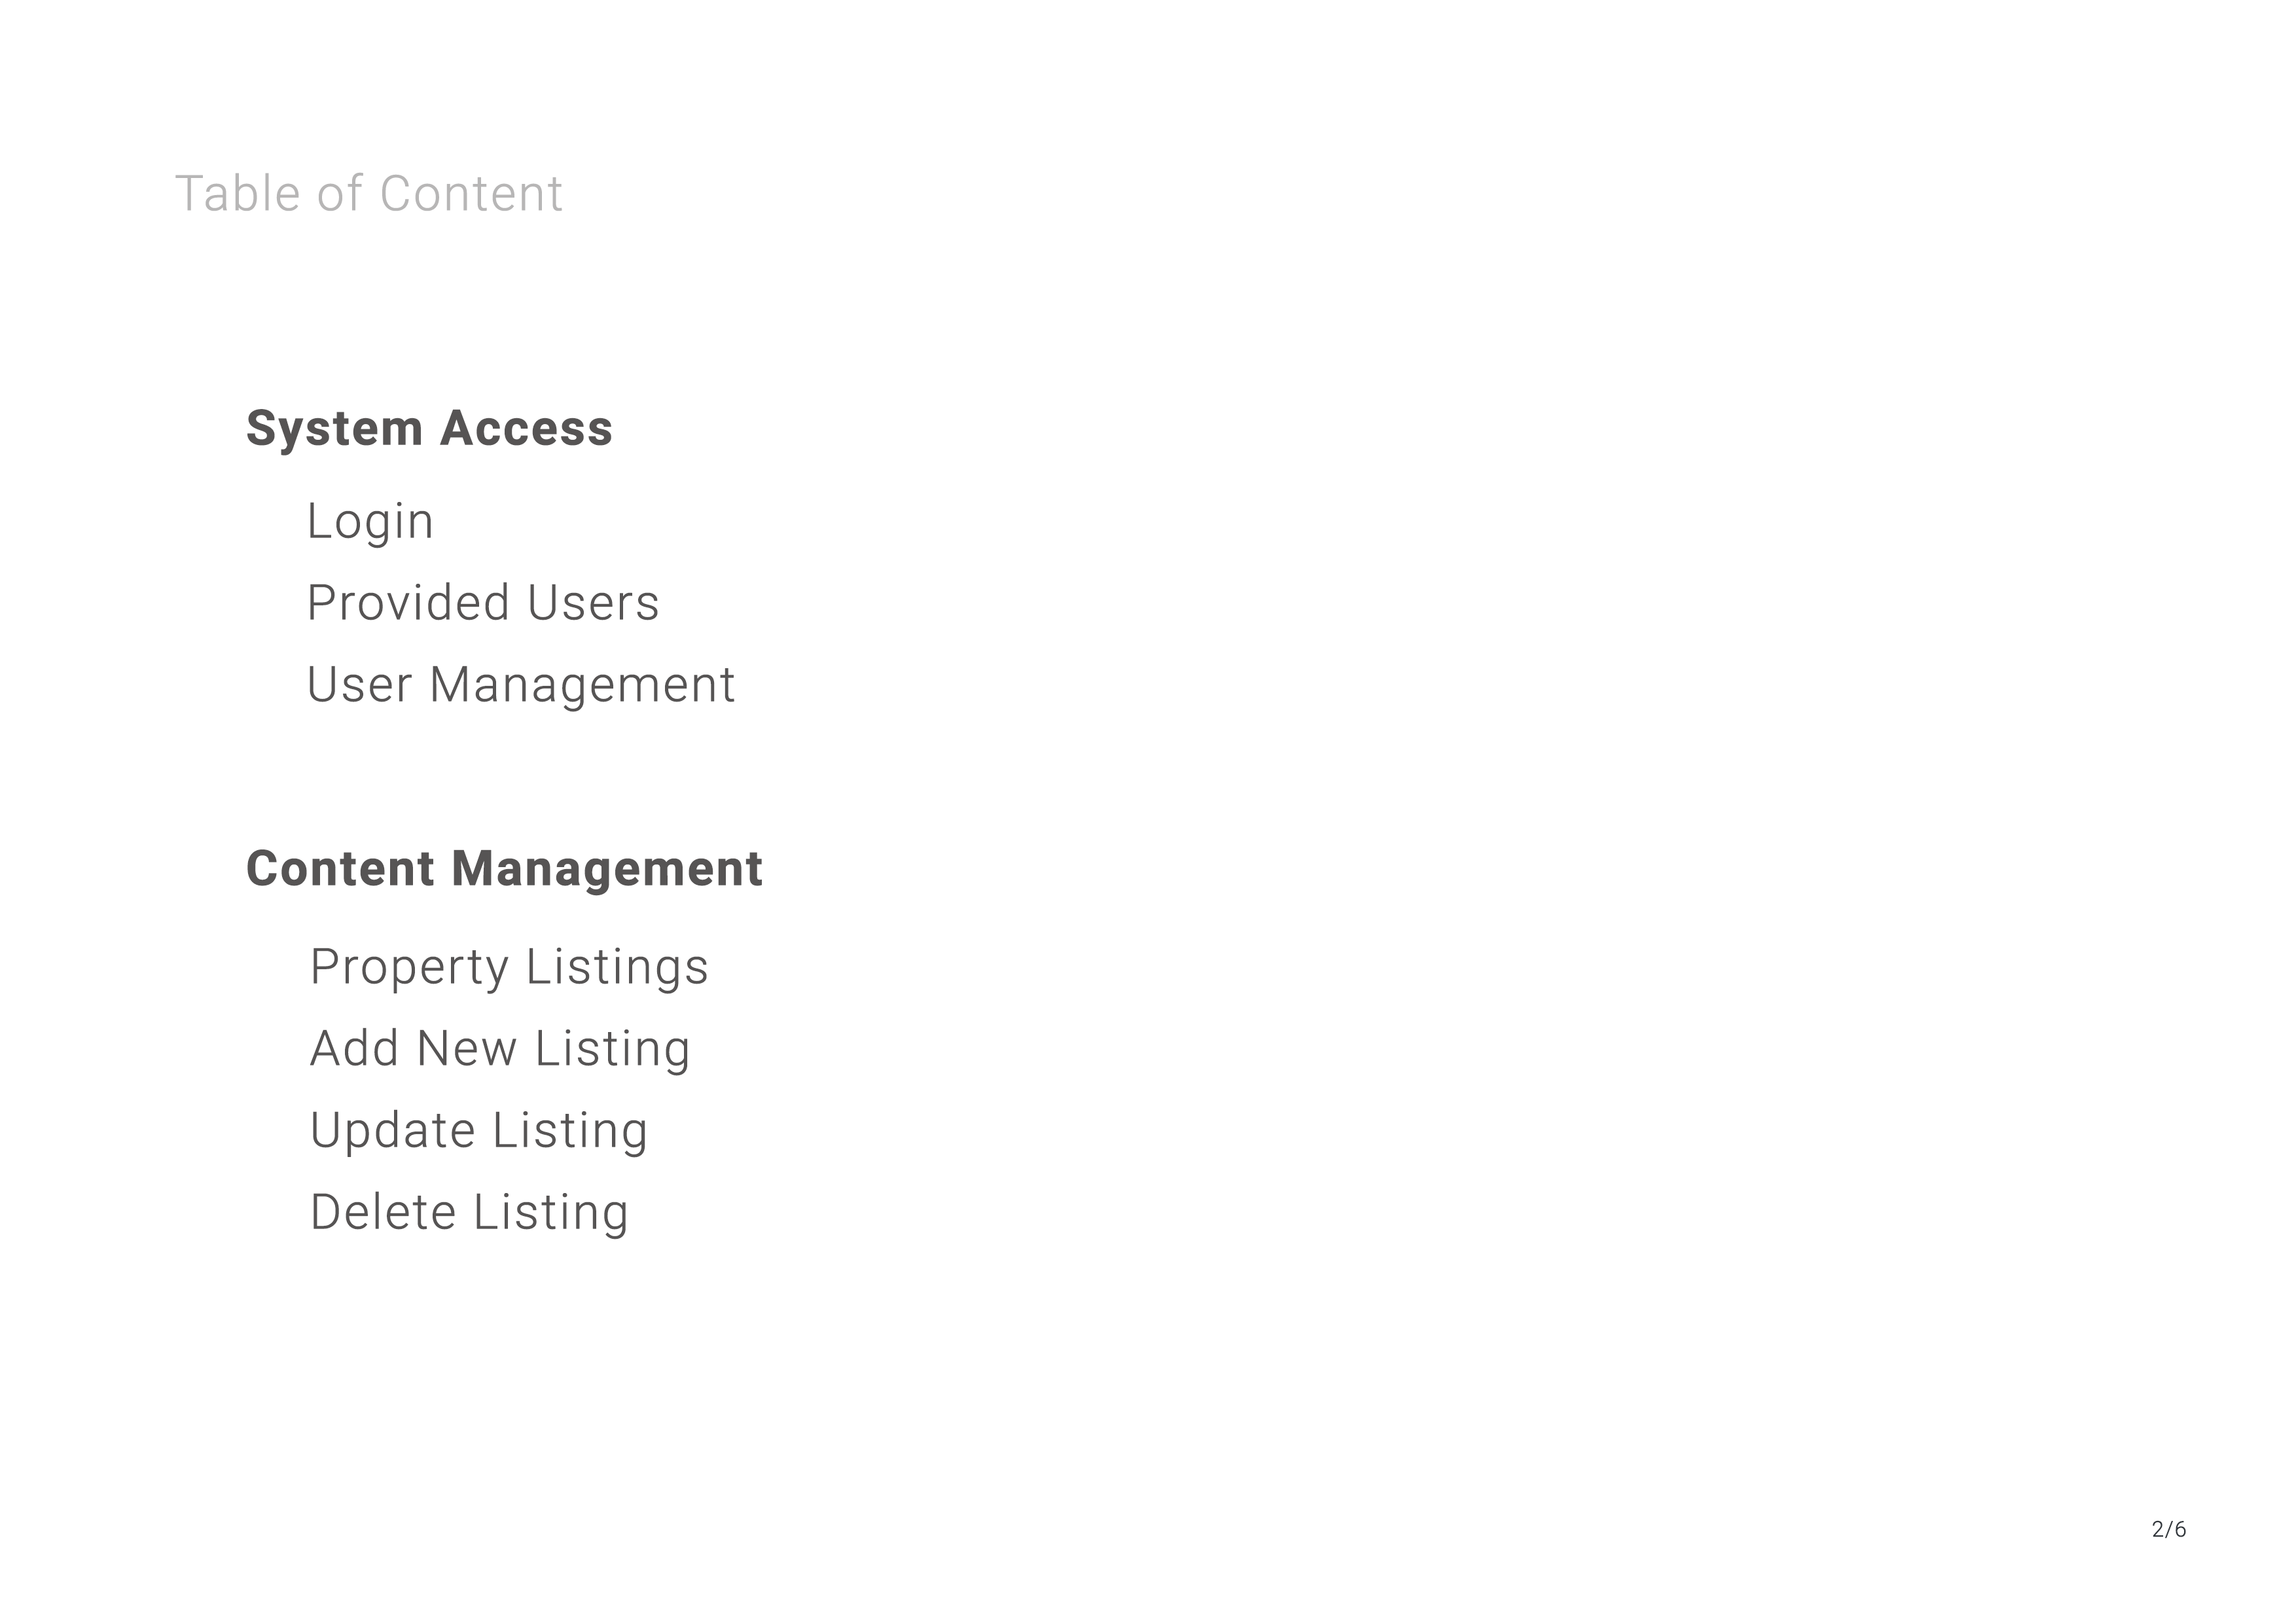 Table of Content
System Access
Login
Provided Users
User Management
Content Management
Property Listings
Add New Listing
Update Listing
Delete Listing
2/6